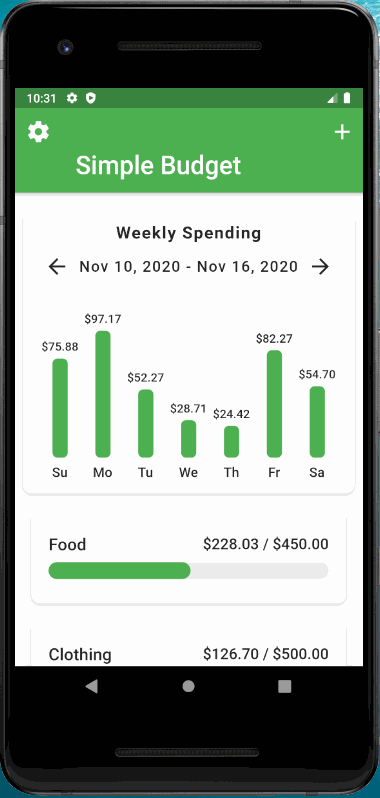 10:31
Simple Budget
Weekly Spending
Nov 10, 2020 - Nov 16, 2020
$75.88 $97.17 $52.27 $28.71 $24.42 $82.27 $54.70
Su Mo Tu We Th Fr Sa
Food $228.03 / $450.00
Clothing $126.70 / $500.00